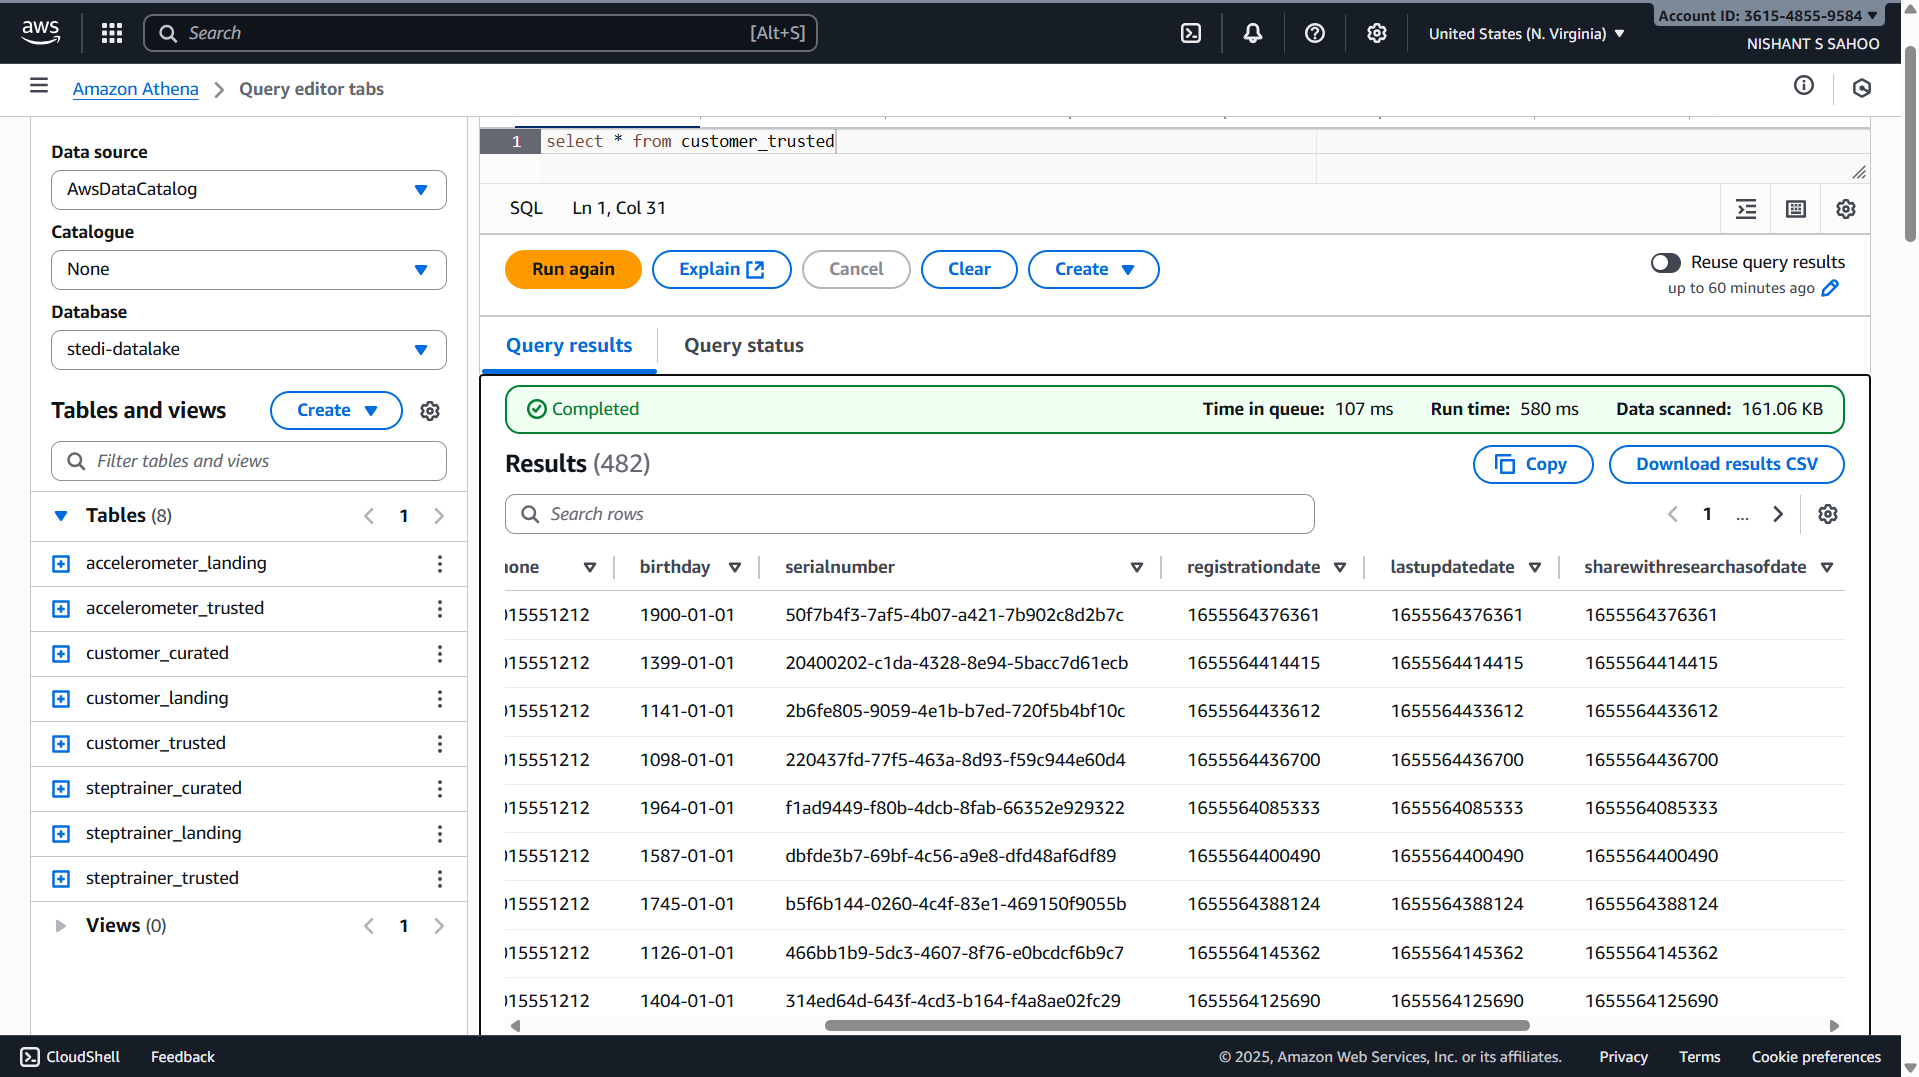 aws
Search
[Alt+S]
United States (N. Virginia)
Account ID: 3615-4855-9584
NISHANT S SAHOO
Amazon Athena
Query editor tabs
Data source
AwsDataCatalog
Catalogue
None
Database
stedi-datalake
Tables and views
Create
Filter tables and views
Tables (8)
1
accelerometer_landing
accelerometer_trusted
customer_curated
customer_landing
customer_trusted
steptrainer_curated
steptrainer_landing
steptrainer_trusted
Views (0)
1
1 select * from customer_trusted
SQL Ln 1, Col 31
Run again
Explain
Cancel
Clear
Create
Reuse query results
up to 60 minutes ago
Query results
Query status
Completed
Time in queue: 107 ms Run time: 580 ms Data scanned: 161.06 KB
Results (482)
Copy
Download results CSV
Search rows
1 ...
birthday serialnumber registrationdate lastupdatedate sharewithresearchasofdate
015551212 1900-01-01 50f7b4f3-7af5-4b07-a421-7b902c8d2b7c 1655564376361 1655564376361 1655564376361
015551212 1399-01-01 20400202-c1da-4328-8e94-5bacc7d61ecb 1655564414415 1655564414415 1655564414415
015551212 1141-01-01 2b6fe805-9059-4e1b-b7ed-720f5b4bf10c 1655564433612 1655564433612 1655564433612
015551212 1098-01-01 220437fd-77f5-463a-8d93-f59c944e60d4 1655564436700 1655564436700 1655564436700
015551212 1964-01-01 f1ad9449-f80b-4dcb-8fab-66352e929322 1655564085333 1655564085333 1655564085333
015551212 1587-01-01 dbfde3b7-69bf-4c56-a9e8-dfd48af6df89 1655564400490 1655564400490 1655564400490
015551212 1745-01-01 b5f6b144-0260-4c4f-83e1-469150f9055b 1655564388124 1655564388124 1655564388124
015551212 1126-01-01 466bb1b9-5dc3-4607-8f76-e0bcdcf6b9c7 1655564145362 1655564145362 1655564145362
015551212 1404-01-01 314ed64d-643f-4cd3-b164-f4a8ae02fc29 1655564125690 1655564125690 1655564125690
CloudShell
Feedback
© 2025, Amazon Web Services, Inc. or its affiliates.
Privacy
Terms
Cookie preferences